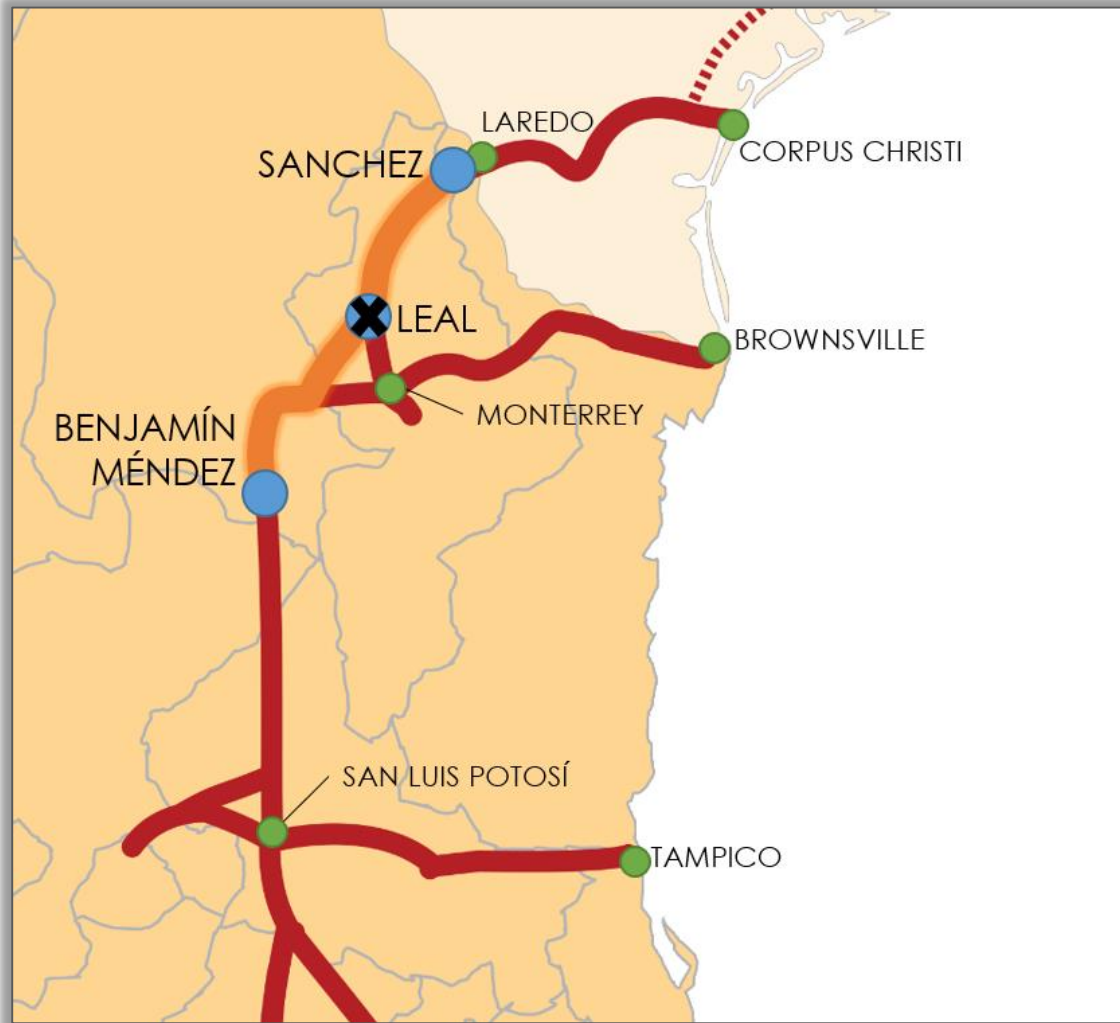 LAREDO
SANCHEZ
CORPUS CHRISTI
LEAL
BROWNSVILLE
MONTERREY
BENJAMÍN
MÉNDEZ
SAN LUIS POTOSÍ
TAMPICO